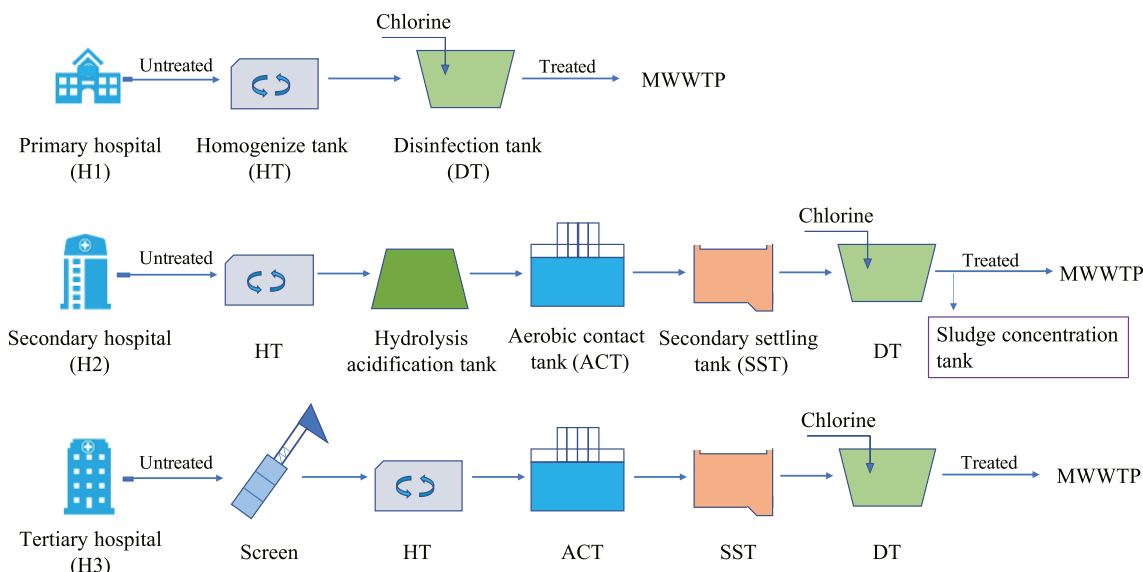 Chlorine
Untreated
Treated
MWWTP
Primary hospital
(H1)
Homogenize tank
(HT)
Disinfection tank
(DT)
Chlorine
Untreated
Treated
MWWTP
Secondary hospital
(H2)
HT
Hydrolysis
acidification tank
Aerobic contact
tank (ACT)
Secondary settling
tank (SST)
DT
Sludge concentration
tank
Chlorine
Untreated
Treated
MWWTP
Tertiary hospital
(H3)
Screen
HT
ACT
SST
DT